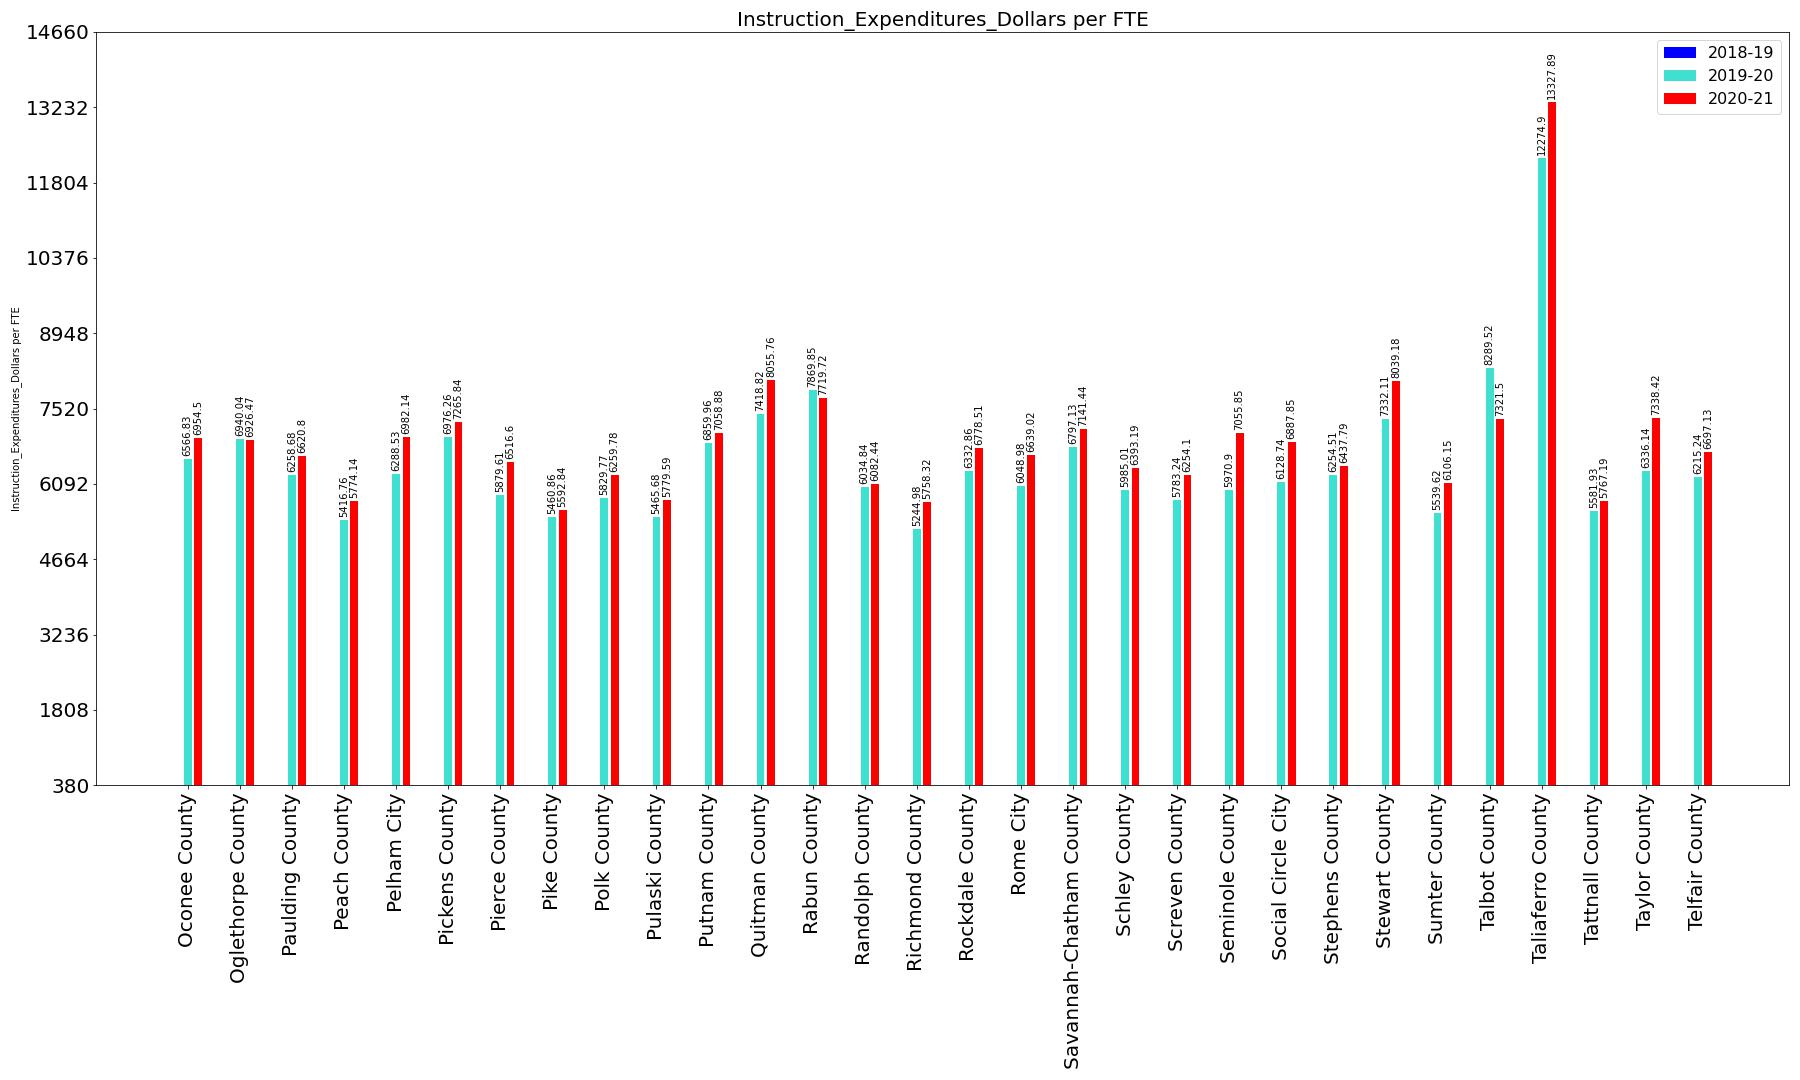 Instruction_Expenditures_Dollars per FTE
2018-19
2019-20
2020-21
Instruction_Expenditures_Dollars per FTE
14660
13232
11804
10376
8948
7520
6092
4664
3236
1808
380
6566.83
6954.5
6940.04
6926.47
6258.68
6620.8
5416.76
5774.14
6288.53
6982.14
6976.26
7265.84
5879.61
6516.6
5460.86
5592.84
5829.77
6259.78
5465.68
5779.59
6859.96
7058.88
7418.82
8055.76
7869.85
7719.72
6034.84
6082.44
5244.98
5758.32
6332.86
6778.51
6048.98
6639.02
6797.13
7141.44
5985.01
6393.19
5783.24
6254.1
5970.9
7055.85
6128.74
6887.85
6254.51
6437.79
7332.11
8039.18
5539.62
6106.15
8289.52
7321.5
12274.9
13327.89
5581.93
5767.19
6336.14
7338.42
6215.24
6697.13
Oconee County
Oglethorpe County
Paulding County
Peach County
Pelham City
Pickens County
Pierce County
Pike County
Polk County
Pulaski County
Putnam County
Quitman County
Rabun County
Randolph County
Richmond County
Rockdale County
Rome City
Savannah-Chatham County
Schley County
Screven County
Seminole County
Social Circle City
Stephens County
Stewart County
Sumter County
Talbot County
Taliaferro County
Tattnall County
Taylor County
Telfair County